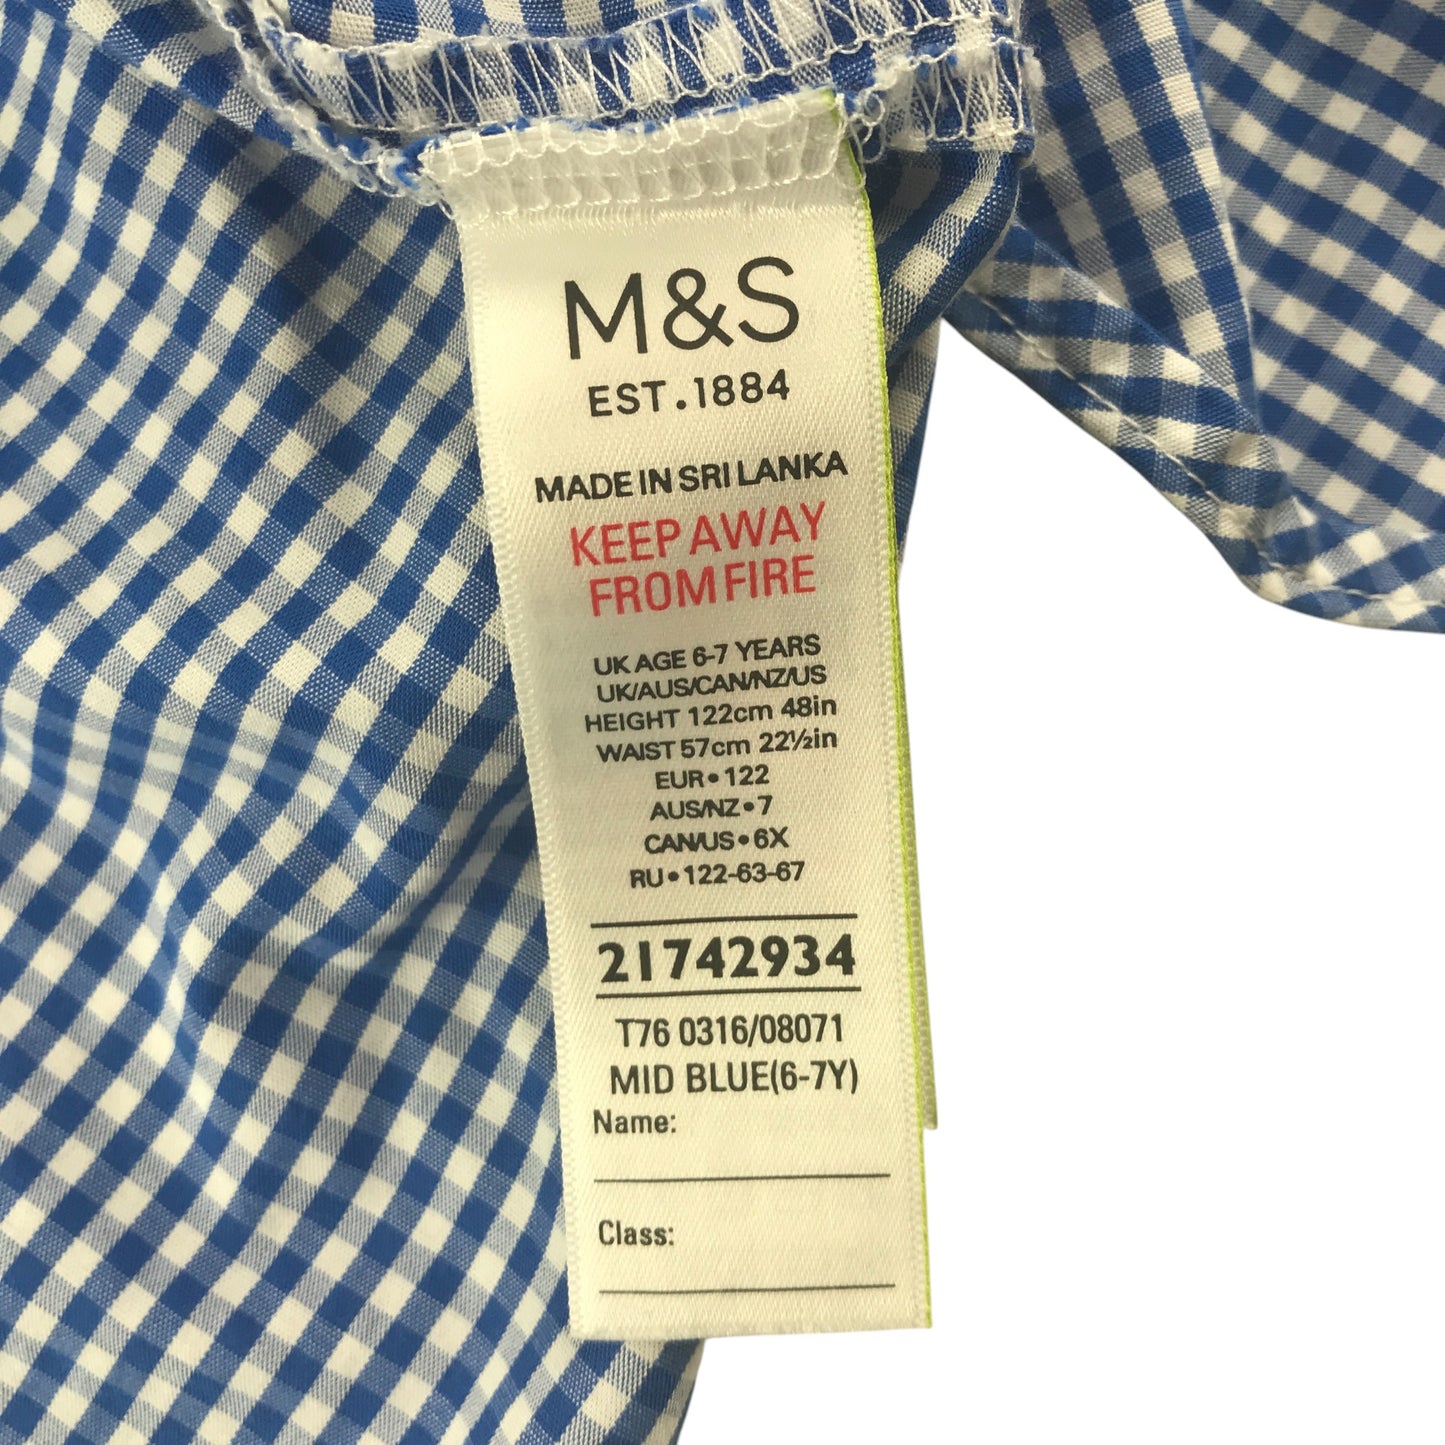 M&S
EST.1884
MADE IN SRI LANKA
KEEP AWAY
FROM FIRE
UK AGE 6-7 YEARS
UK/AUS/CAN/NZ/US
HEIGHT 122cm 48in
WAIST 57cm 22½in
EUR•122
AUS/NZ•7
CAN/US•6X
RU•122-63-67
21742934
T76 0316/08071
MID BLUE(6-7Y)
Name:
Class: